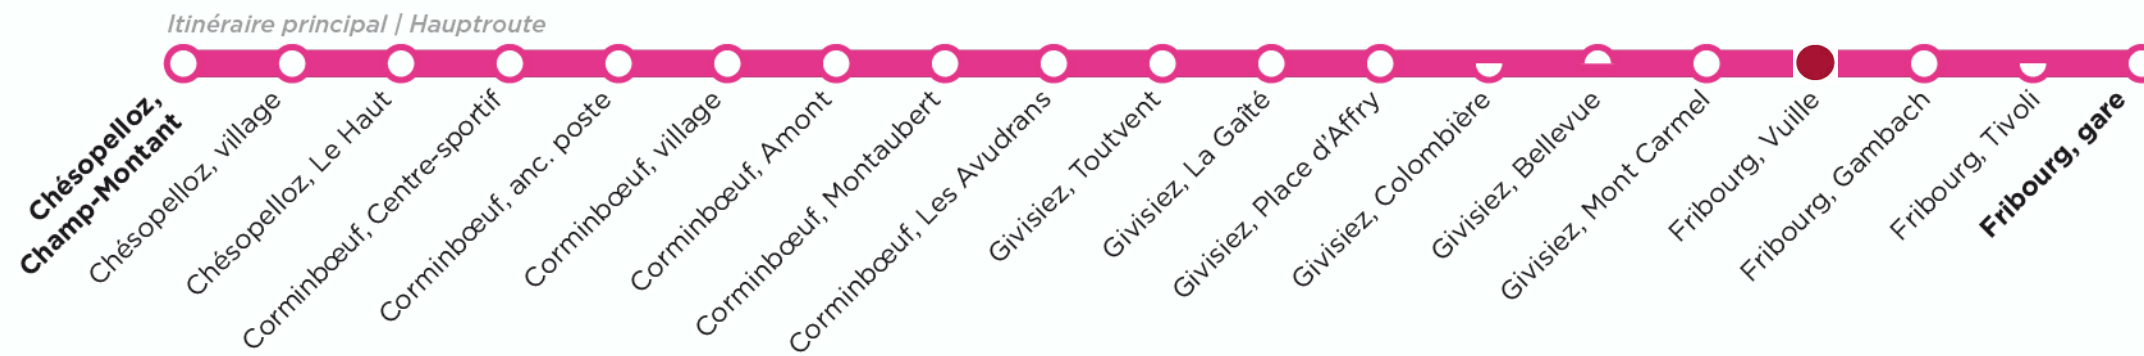 Itinéraire principal | Hauptroute
Chésopelloz,
Champ-Montant
Chésopelloz, village
Chésopelloz, Le Haut
Corminbœuf, Centre-sportif
Corminbœuf, anc. poste
Corminbœuf, village
Corminbœuf, Amont
Corminbœuf, Montaubert
Corminbœuf, Les Avudrans
Givisiez, Toutvent
Givisiez, La Gaîté
Givisiez, Place d'Affry
Givisiez, Colombière
Givisiez, Bellevue
Givisiez, Mont Carmel
Fribourg, Vuille
Fribourg, Gambach
Fribourg, Tivoli
Fribourg, gare